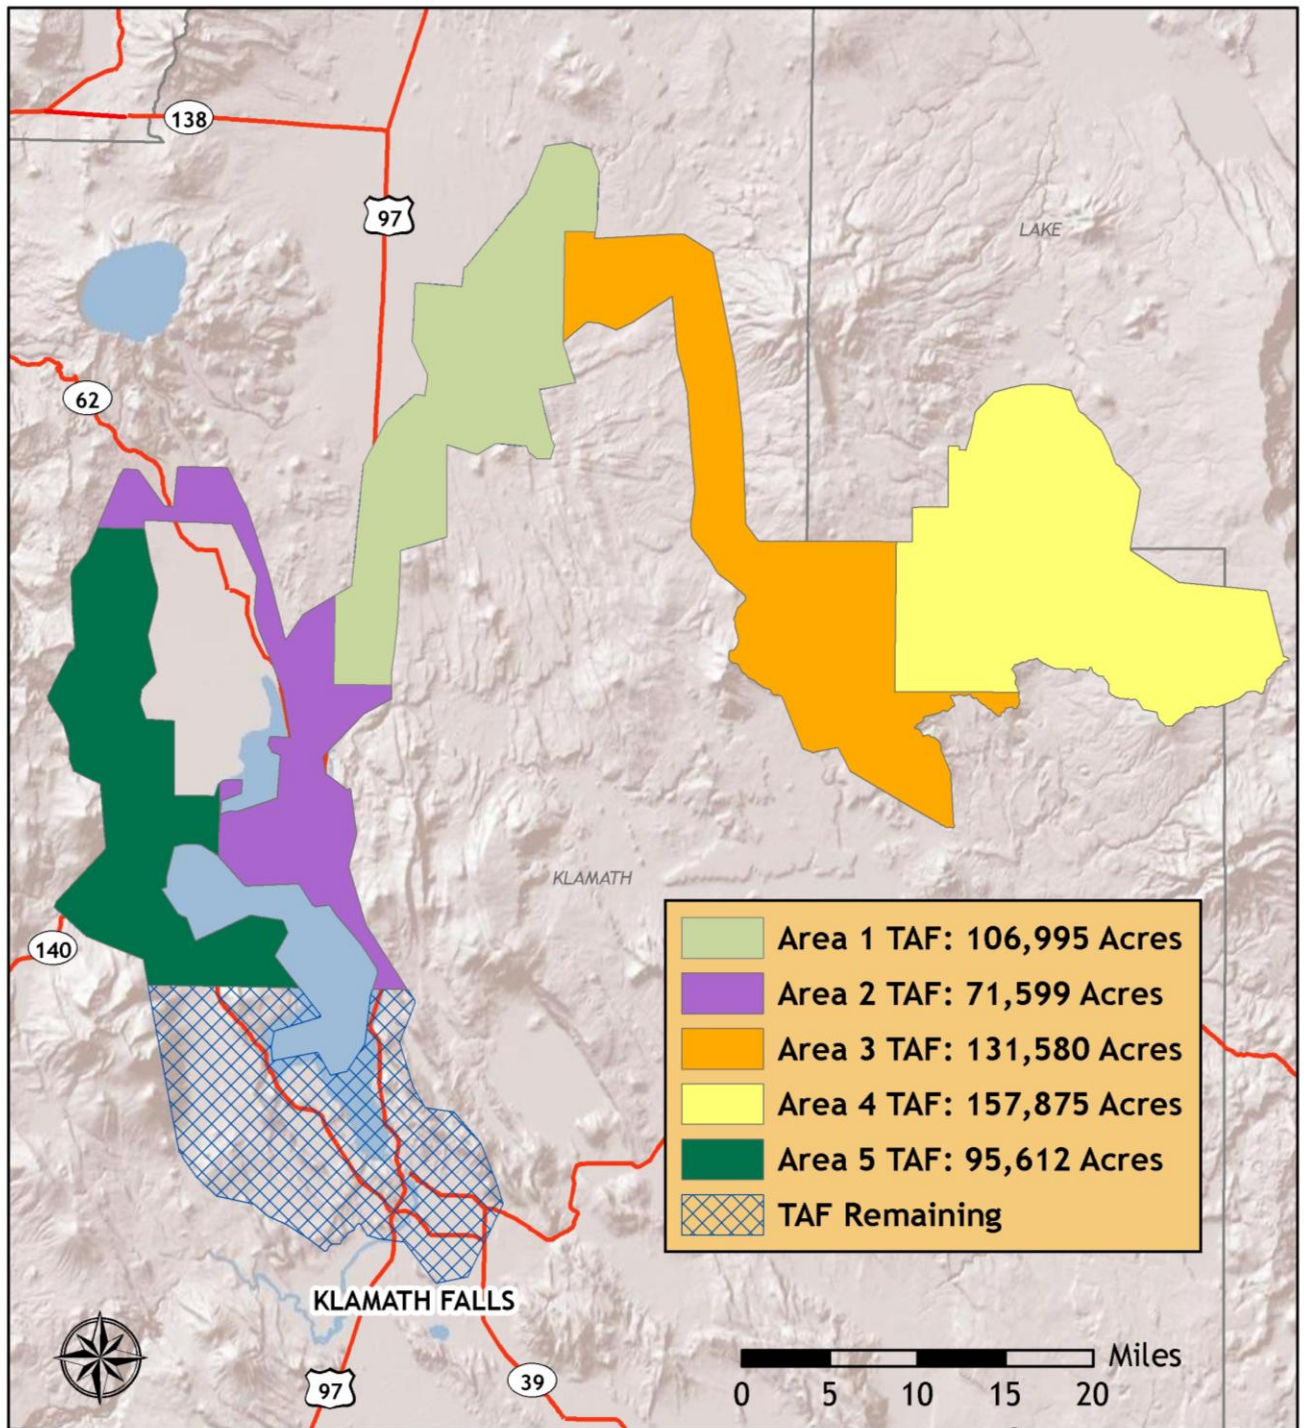 138
97
LAKE
62
KLAMATH
140
Area 1 TAF: 106,995 Acres
Area 2 TAF: 71,599 Acres
Area 3 TAF: 131,580 Acres
Area 4 TAF: 157,875 Acres
Area 5 TAF: 95,612 Acres
TAF Remaining
KLAMATH FALLS
97
39
Miles
0 5 10 15 20